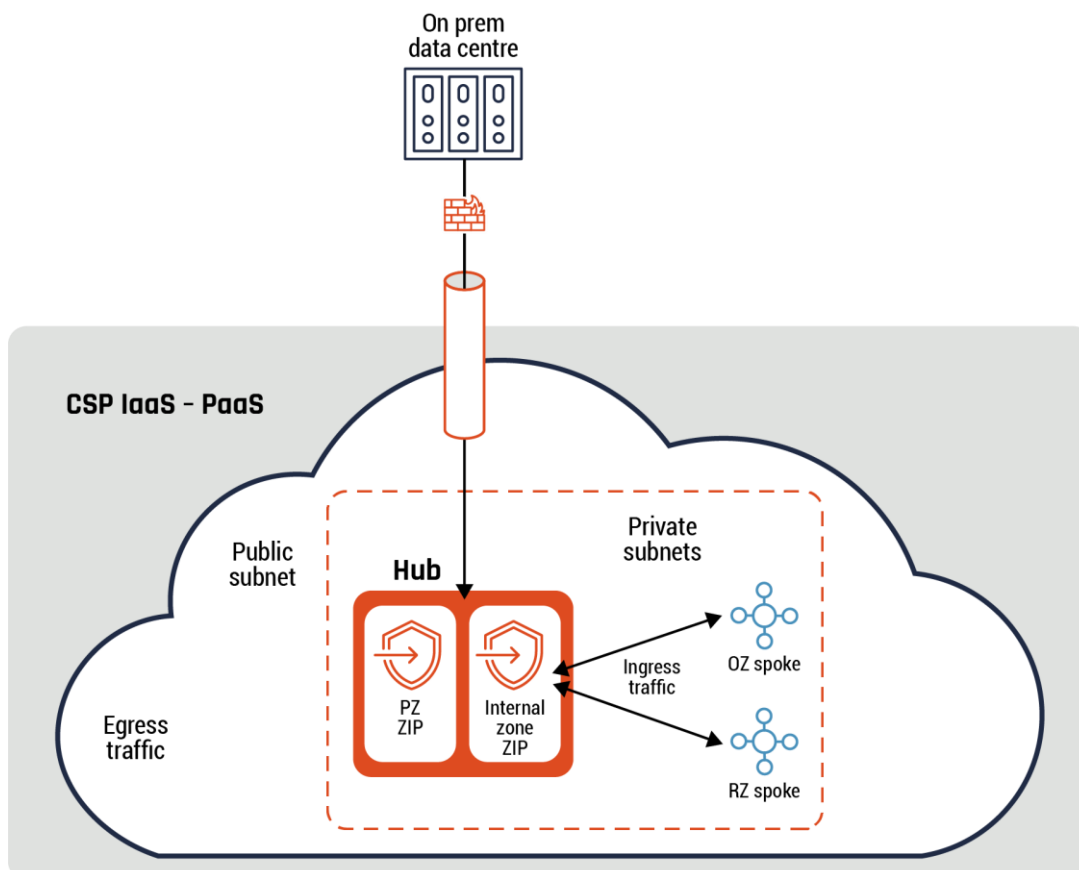 On prem
data centre
CSP IaaS - PaaS
Public
subnet
Private
subnets
Hub
PZ
ZIP
Internal
zone
ZIP
Ingress
traffic
OZ spoke
RZ spoke
Egress
traffic